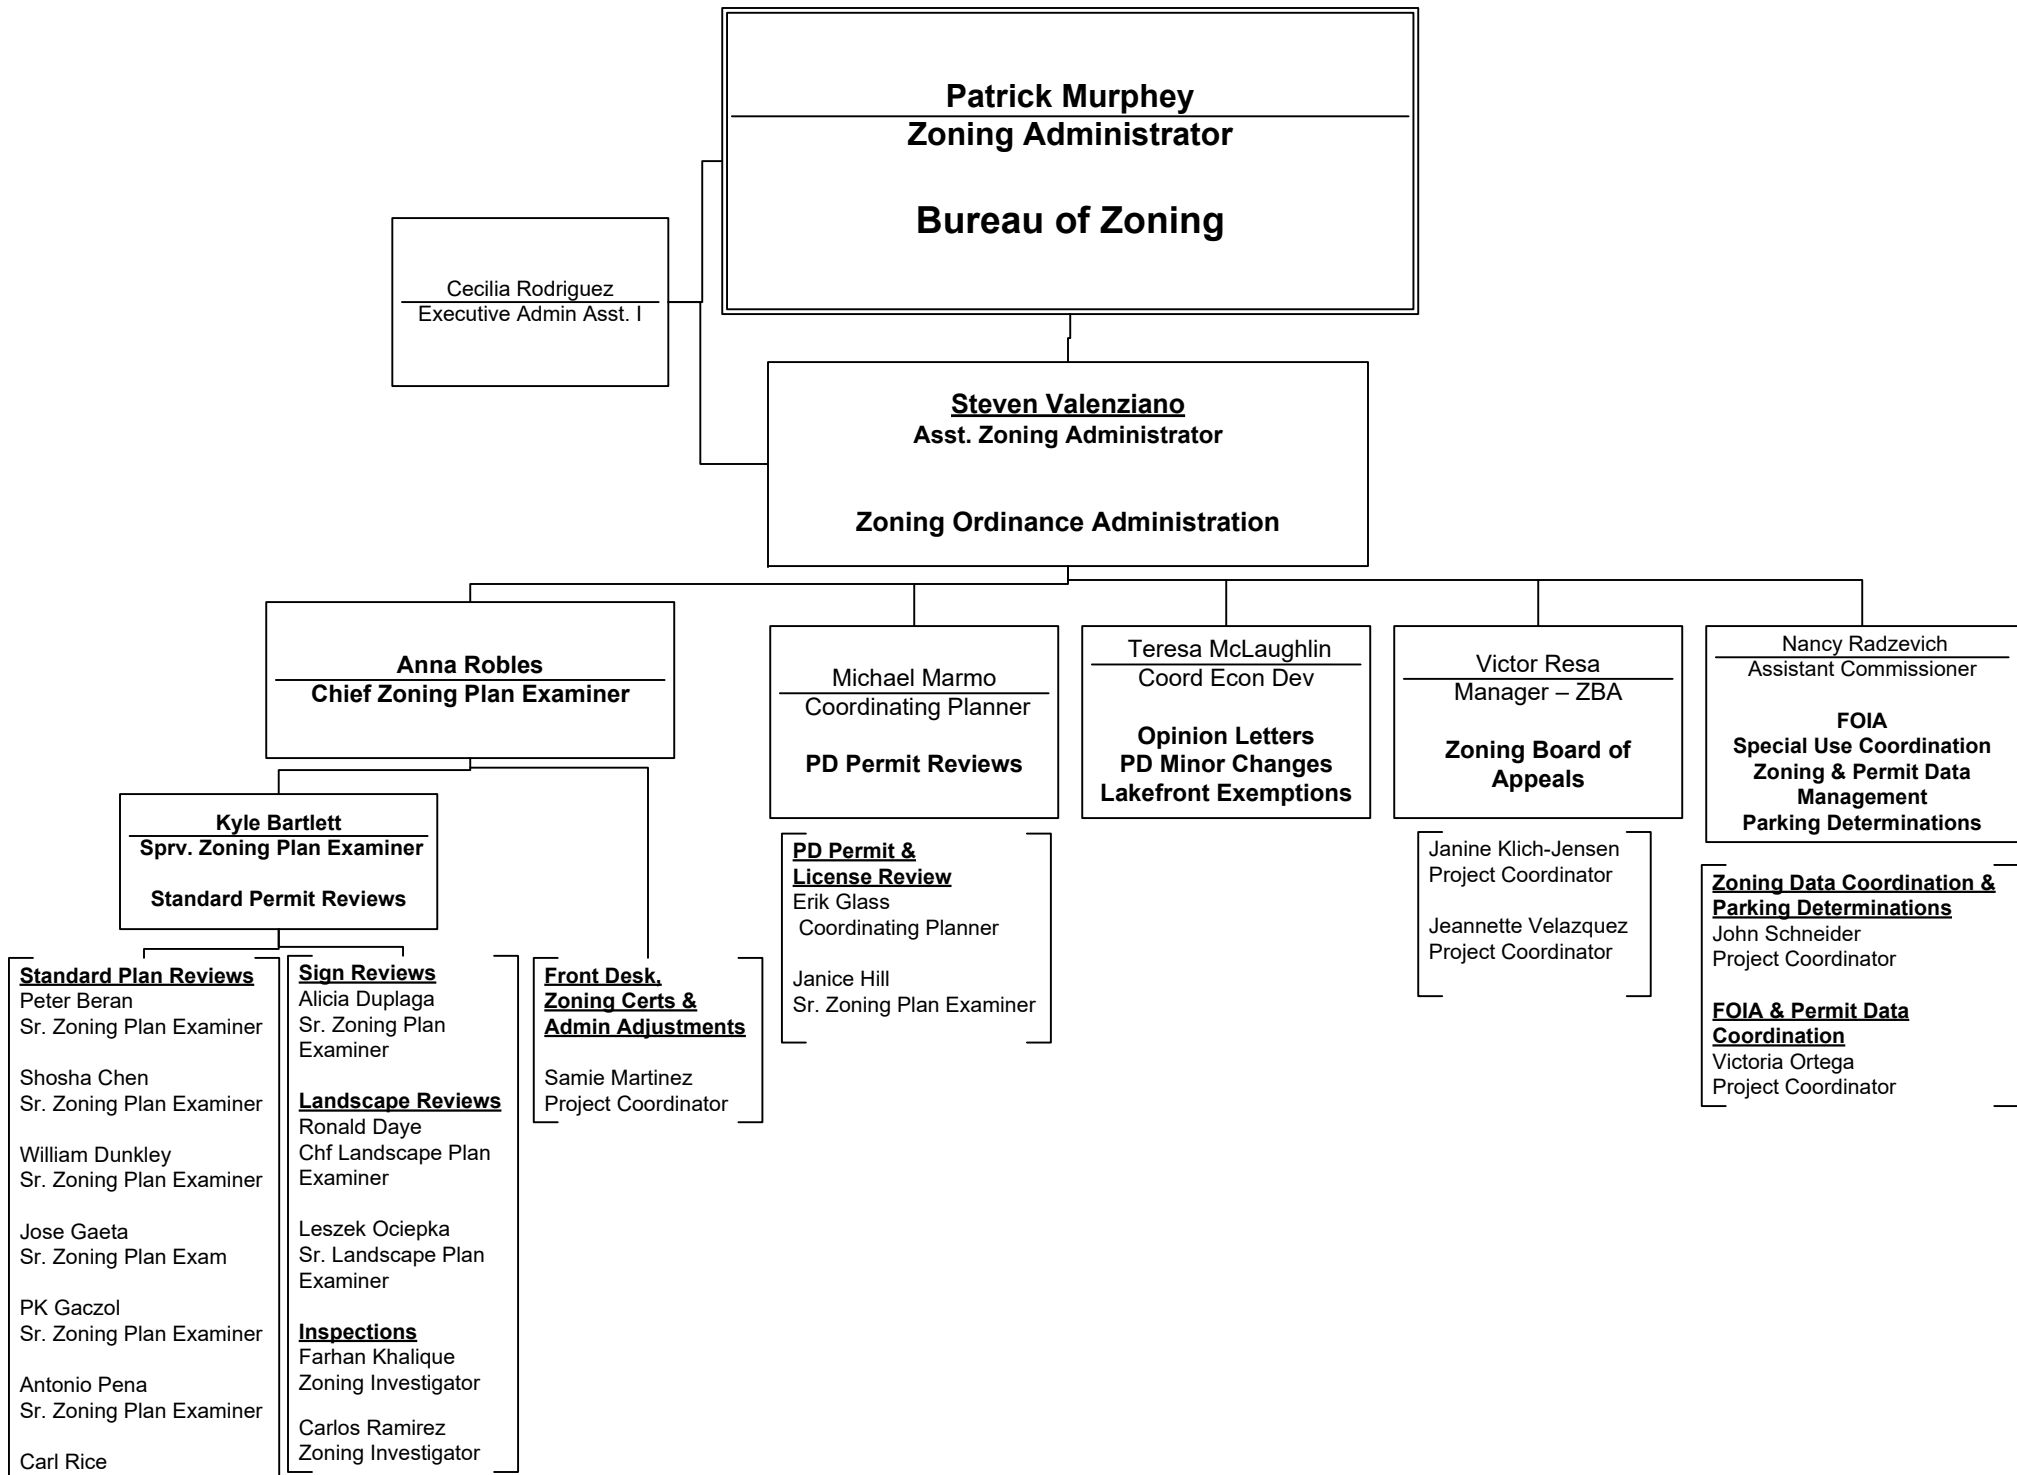 Patrick Murphey
Zoning Administrator
Bureau of Zoning
Cecilia Rodriguez
Executive Admin Asst. I
Steven Valenziano
Asst. Zoning Administrator
Zoning Ordinance Administration
Anna Robles
Chief Zoning Plan Examiner
Michael Marmo
Coordinating Planner
PD Permit Reviews
Teresa McLaughlin
Coord Econ Dev
Opinion Letters
PD Minor Changes
Lakefront Exemptions
Victor Resa
Manager – ZBA
Zoning Board of
Appeals
Nancy Radzevich
Assistant Commissioner
FOIA
Special Use Coordination
Zoning & Permit Data
Management
Parking Determinations
Kyle Bartlett
Sprv. Zoning Plan Examiner
Standard Permit Reviews
Standard Plan Reviews
Peter Beran
Sr. Zoning Plan Examiner
Shosha Chen
Sr. Zoning Plan Examiner
William Dunkley
Sr. Zoning Plan Examiner
Jose Gaeta
Sr. Zoning Plan Exam
PK Gaczol
Sr. Zoning Plan Examiner
Antonio Pena
Sr. Zoning Plan Examiner
Carl Rice
Sign Reviews
Alicia Duplaga
Sr. Zoning Plan
Examiner
Landscape Reviews
Ronald Daye
Chf Landscape Plan
Examiner
Leszek Ociepka
Sr. Landscape Plan
Examiner
Inspections
Farhan Khalique
Zoning Investigator
Carlos Ramirez
Zoning Investigator
Front Desk,
Zoning Certs &
Admin Adjustments
Samie Martinez
Project Coordinator
PD Permit &
License Review
Erik Glass
Coordinating Planner
Janice Hill
Sr. Zoning Plan Examiner
Janine Klich-Jensen
Project Coordinator
Jeannette Velazquez
Project Coordinator
Zoning Data Coordination &
Parking Determinations
John Schneider
Project Coordinator
FOIA & Permit Data
Coordination
Victoria Ortega
Project Coordinator